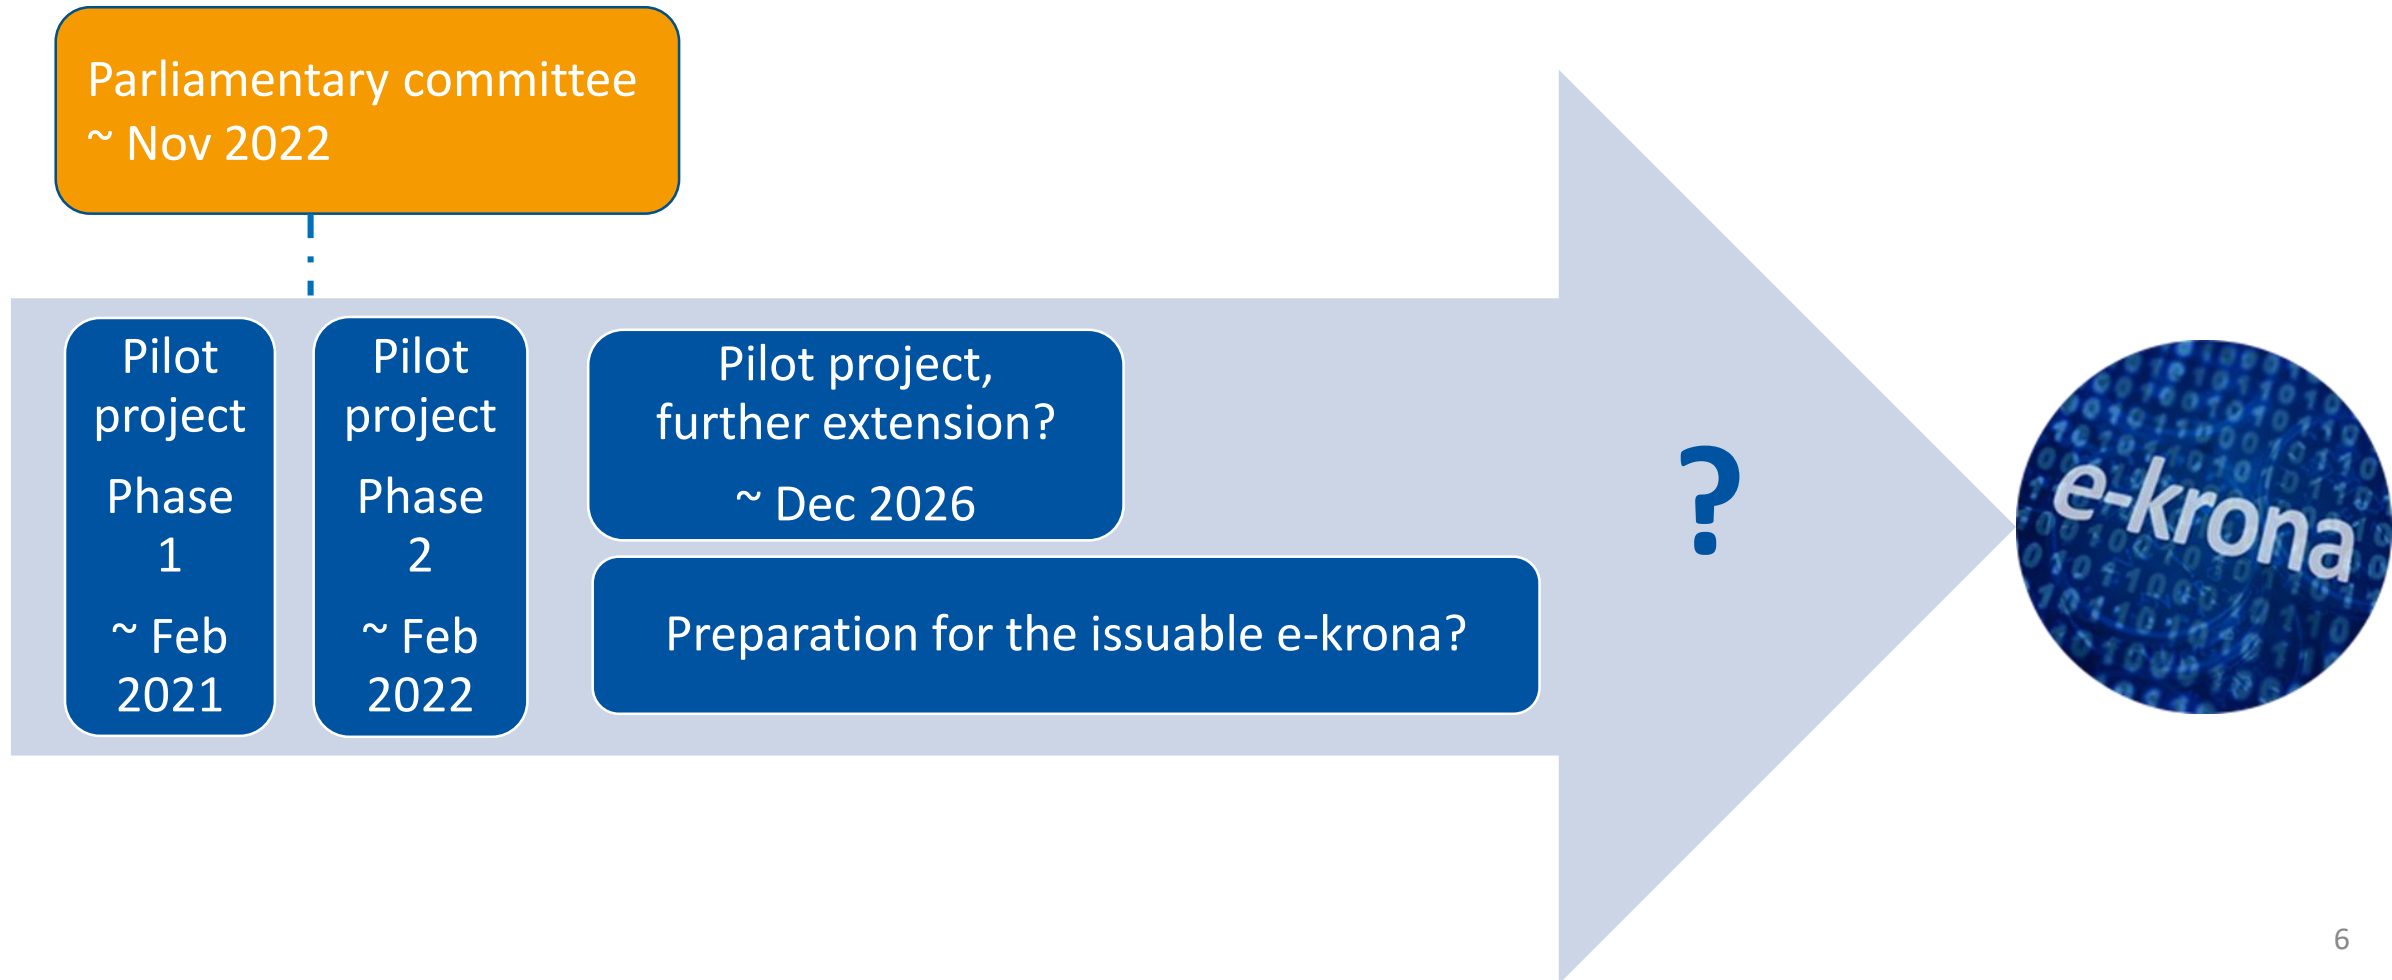 Parliamentary committee
~ Nov 2022
Pilot
project
Phase
1
~ Feb
2021
Pilot
project
Phase
2
~ Feb
2022
Pilot project,
further extension?
~ Dec 2026
Preparation for the issuable e-krona?
?
e-krona
6